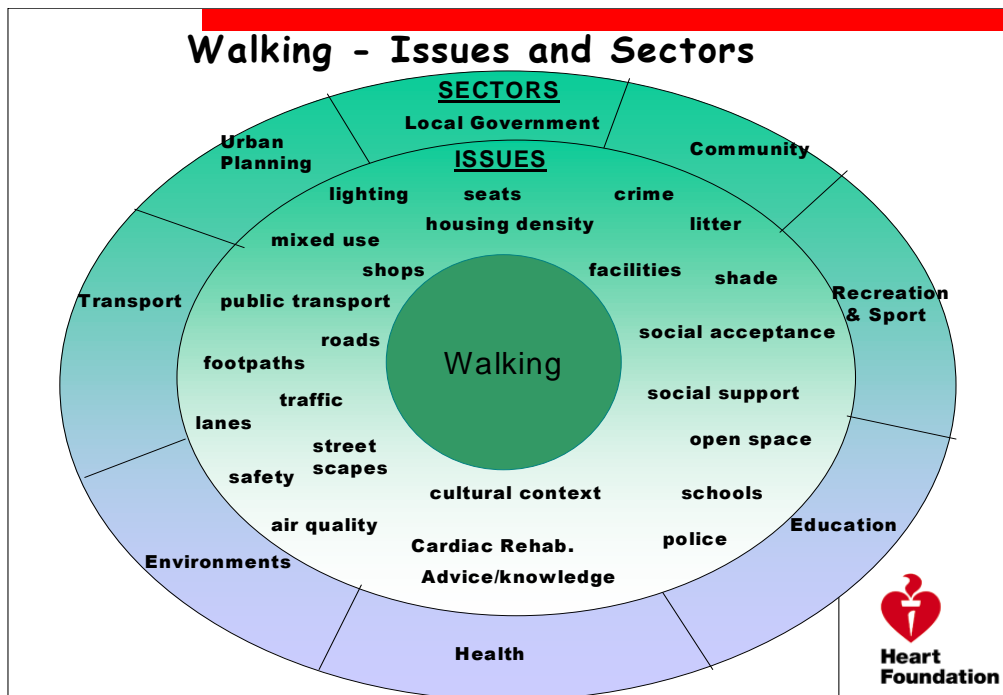 Walking - Issues and Sectors
SECTORS
Local Government
Urban
Planning
Community
ISSUES
lighting
seats
crime
housing density
litter
mixed use
shops
facilities
shade
Transport
public transport
Recreation
& Sport
roads
social acceptance
footpaths
Walking
traffic
social support
lanes
street
scapes
open space
safety
cultural context
schools
air quality
Education
police
Environments
Cardiac Rehab.
Advice/knowledge
Health
Heart
Foundation